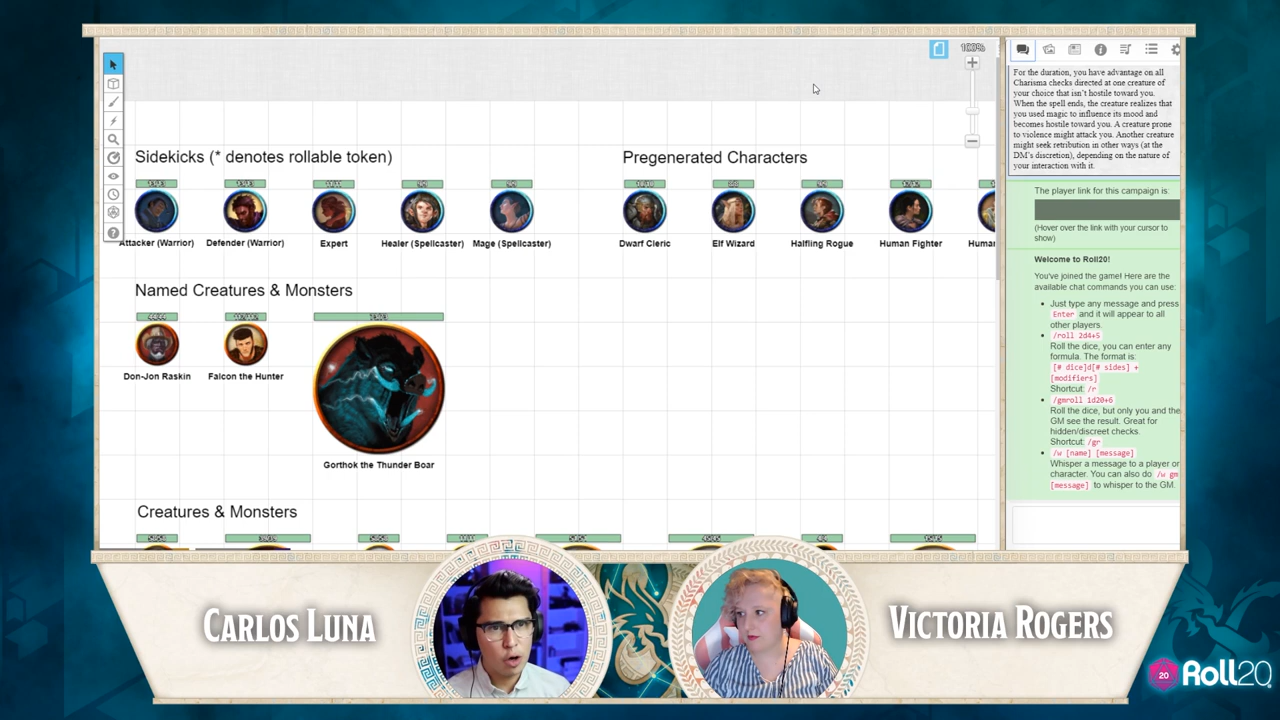 100%
Sidekicks (* denotes rollable token)
Pregenerated Characters
Attacker (Warrior)
Defender (Warrior)
Expert
Healer (Spellcaster)
Mage (Spellcaster)
Dwarf Cleric
Elf Wizard
Halfling Rogue
Human Fighter
Human
Named Creatures & Monsters
Don-Jon Raskin
Falcon the Hunter
Gorthok the Thunder Boar
Creatures & Monsters
For the duration, you have advantage on all
Charisma checks directed at one creature of
your choice that isn't hostile toward you.
When the spell ends, the creature realizes that
you used magic to influence its mood and
becomes hostile toward you. A creature prone
to violence might attack you. Another creature
might seek retribution in other ways (at the
DM's discretion), depending on the nature of
your interaction with it.
The player link for this campaign is:
(Hover over the link with your cursor to
show)
Welcome to Roll20!
You've joined the game! Here are the
available chat commands you can use:
Just type any message and press
Enter and it will appear to all
other players.
/roll 2d4+5
Roll the dice, you can enter any
formula. The format is:
[# dice]d[# sides] +
[modifiers]
Shortcut: /r
/gmroll 1d20+6
Roll the dice, but only you and the
GM see the result. Great for
hidden/discreet checks.
Shortcut: /gr
/w [name] [message]
Whisper a message to a player or
character. You can also do /w gm
[message] to whisper to the GM.
Carlos Luna
Victoria Rogers
20
Roll20